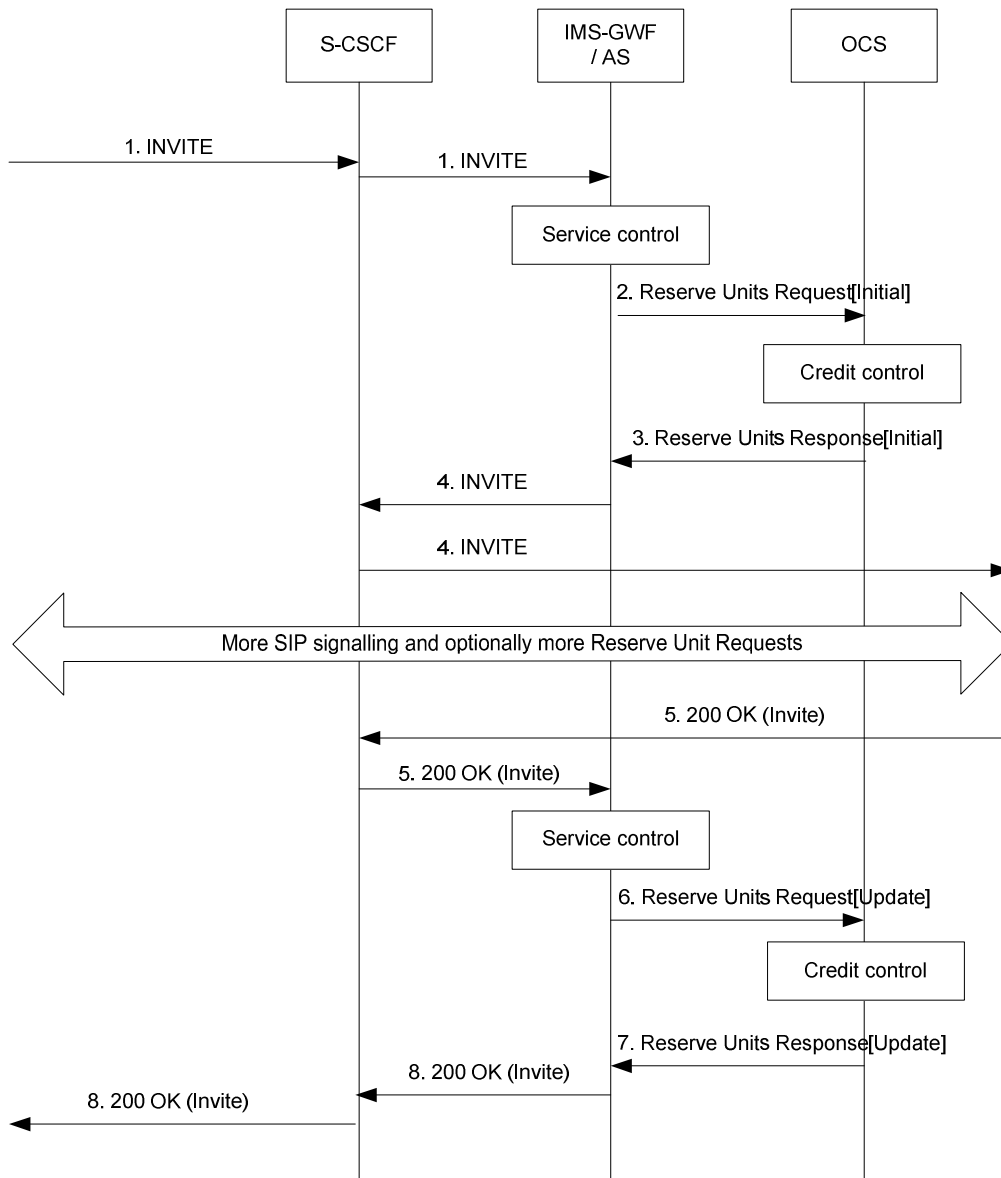 S-CSCF
IMS-GWF
/ AS
OCS
1. INVITE
1. INVITE
Service control
2. Reserve Units Request[Initial]
Credit control
3. Reserve Units Response[Initial]
4. INVITE
4. INVITE
More SIP signalling and optionally more Reserve Unit Requests
5. 200 OK (Invite)
5. 200 OK (Invite)
Service control
6. Reserve Units Request[Update]
Credit control
7. Reserve Units Response[Update]
8. 200 OK (Invite)
8. 200 OK (Invite)